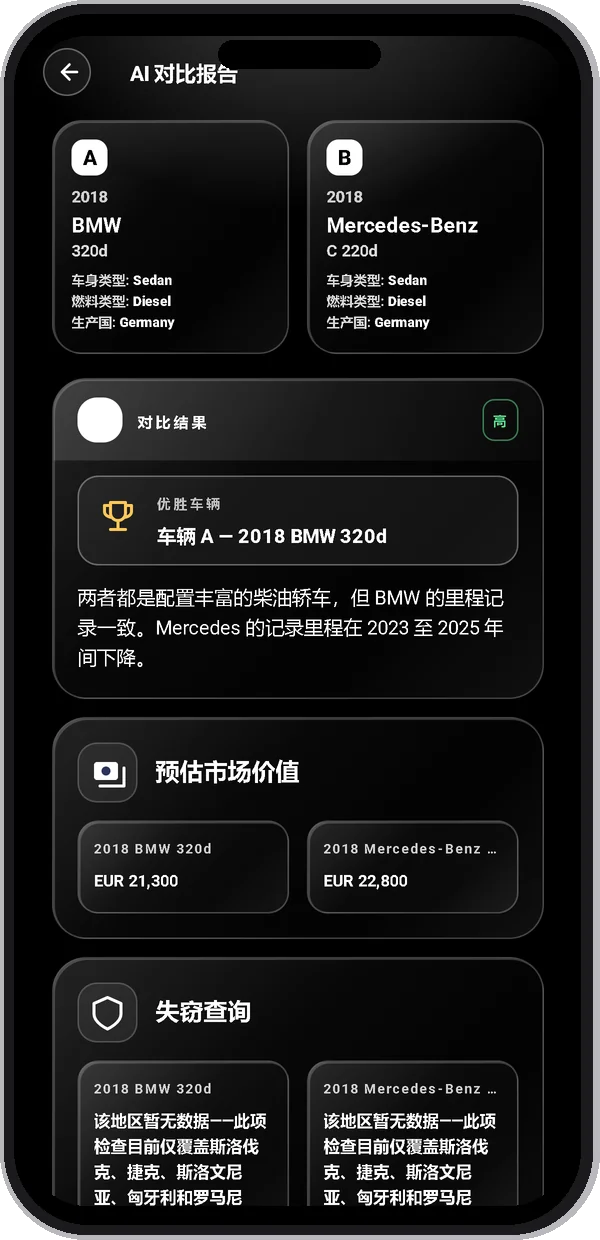 AI 对比报告
A
2018
BMW
320d
车身类型: Sedan
燃料类型: Diesel
生产国: Germany
B
2018
Mercedes-Benz
C 220d
车身类型: Sedan
燃料类型: Diesel
生产国: Germany
对比结果
高
优胜车辆
车辆 A — 2018 BMW 320d
两者都是配置丰富的柴油轿车，但 BMW 的里程记
录一致。Mercedes 的记录里程在 2023 至 2025 年
间下降。
预估市场价值
2018 BMW 320d
EUR 21,300
2018 Mercedes-Benz …
EUR 22,800
失窃查询
2018 BMW 320d
该地区暂无数据——此项
检查目前仅覆盖斯洛伐
克、捷克、斯洛文尼
亚、匈牙利和罗马尼
2018 Mercedes-Benz …
该地区暂无数据——此项
检查目前仅覆盖斯洛伐
克、捷克、斯洛文尼
亚、匈牙利和罗马尼